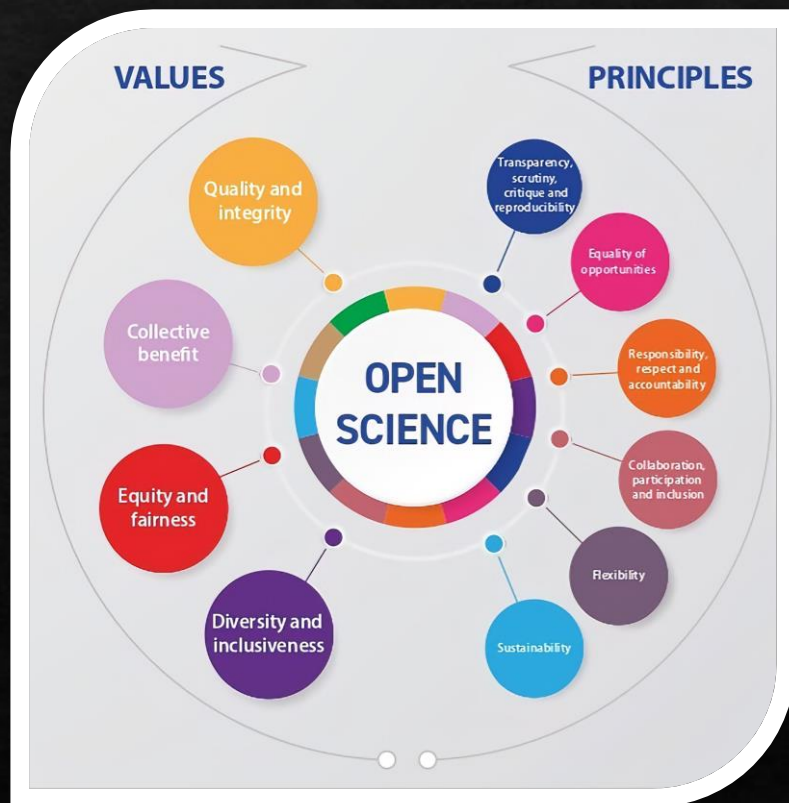 VALUES
PRINCIPLES
Quality and
integrity
Collective
benefit
Equity and
fairness
Diversity and
inclusiveness
OPEN
SCIENCE
Transparency,
scrutiny,
critique and
reproducibility
Equality of
opportunities
Responsibility,
respect and
accountability
Collaboration,
participation
and inclusion
Flexibility
Sustainability